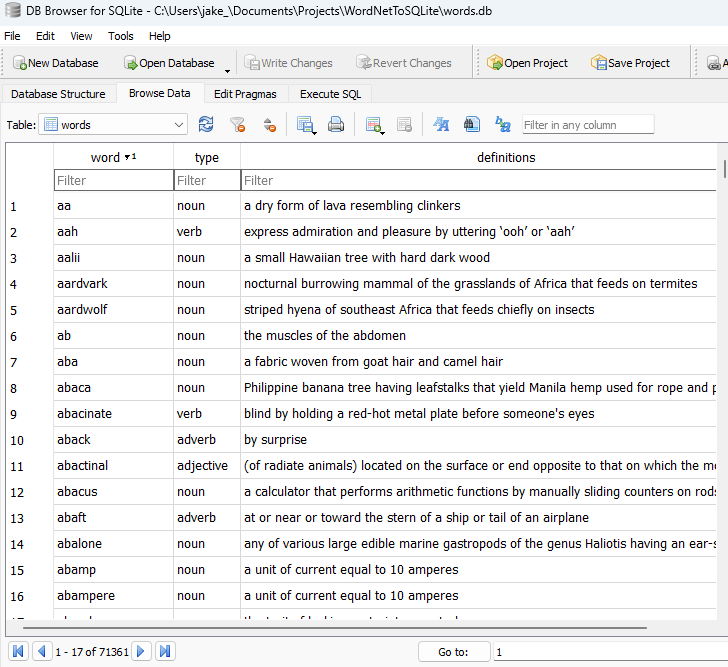 DB Browser for SQLite - C:\Users\jake_\Documents\Projects\WordNetToSQLite\words.db
File Edit View Tools Help
New Database Open Database Write Changes Revert Changes Open Project Save Project A
Database Structure Browse Data Edit Pragmas Execute SQL
Table: words Filter in any column
word 1 type definitions
Filter Filter Filter
1 aa noun a dry form of lava resembling clinkers
2 aah verb express admiration and pleasure by uttering ‘ooh’ or ‘aah’
3 aalii noun a small Hawaiian tree with hard dark wood
4 aardvark noun nocturnal burrowing mammal of the grasslands of Africa that feeds on termites
5 aardwolf noun striped hyena of southeast Africa that feeds chiefly on insects
6 ab noun the muscles of the abdomen
7 aba noun a fabric woven from goat hair and camel hair
8 abaca noun Philippine banana tree having leafstalks that yield Manila hemp used for rope and p
9 abacinate verb blind by holding a red-hot metal plate before someone's eyes
10 aback adverb by surprise
11 abactinal adjective (of radiate animals) located on the surface or end opposite to that on which the mo
12 abacus noun a calculator that performs arithmetic functions by manually sliding counters on rods
13 abaft adverb at or near or toward the stern of a ship or tail of an airplane
14 abalone noun any of various large edible marine gastropods of the genus Haliotis having an ear-s
15 abamp noun a unit of current equal to 10 amperes
16 abampere noun a unit of current equal to 10 amperes
1 - 17 of 71361 Go to: 1